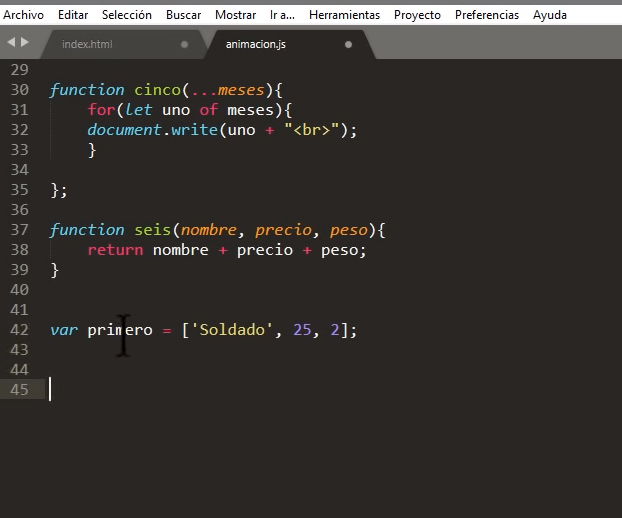 Archivo Editar Selección Buscar Mostrar Ir a... Herramientas Proyecto Preferencias Ayuda
index.html animacion.js
29
30 function cinco(...meses){
31 for(let uno of meses){
32 document.write(uno + "<br>");
33 }
34
35 };
36
37 function seis(nombre, precio, peso){
38 return nombre + precio + peso;
39 }
40
41
42 var primero = ['Soldado', 25, 2];
43
44
45